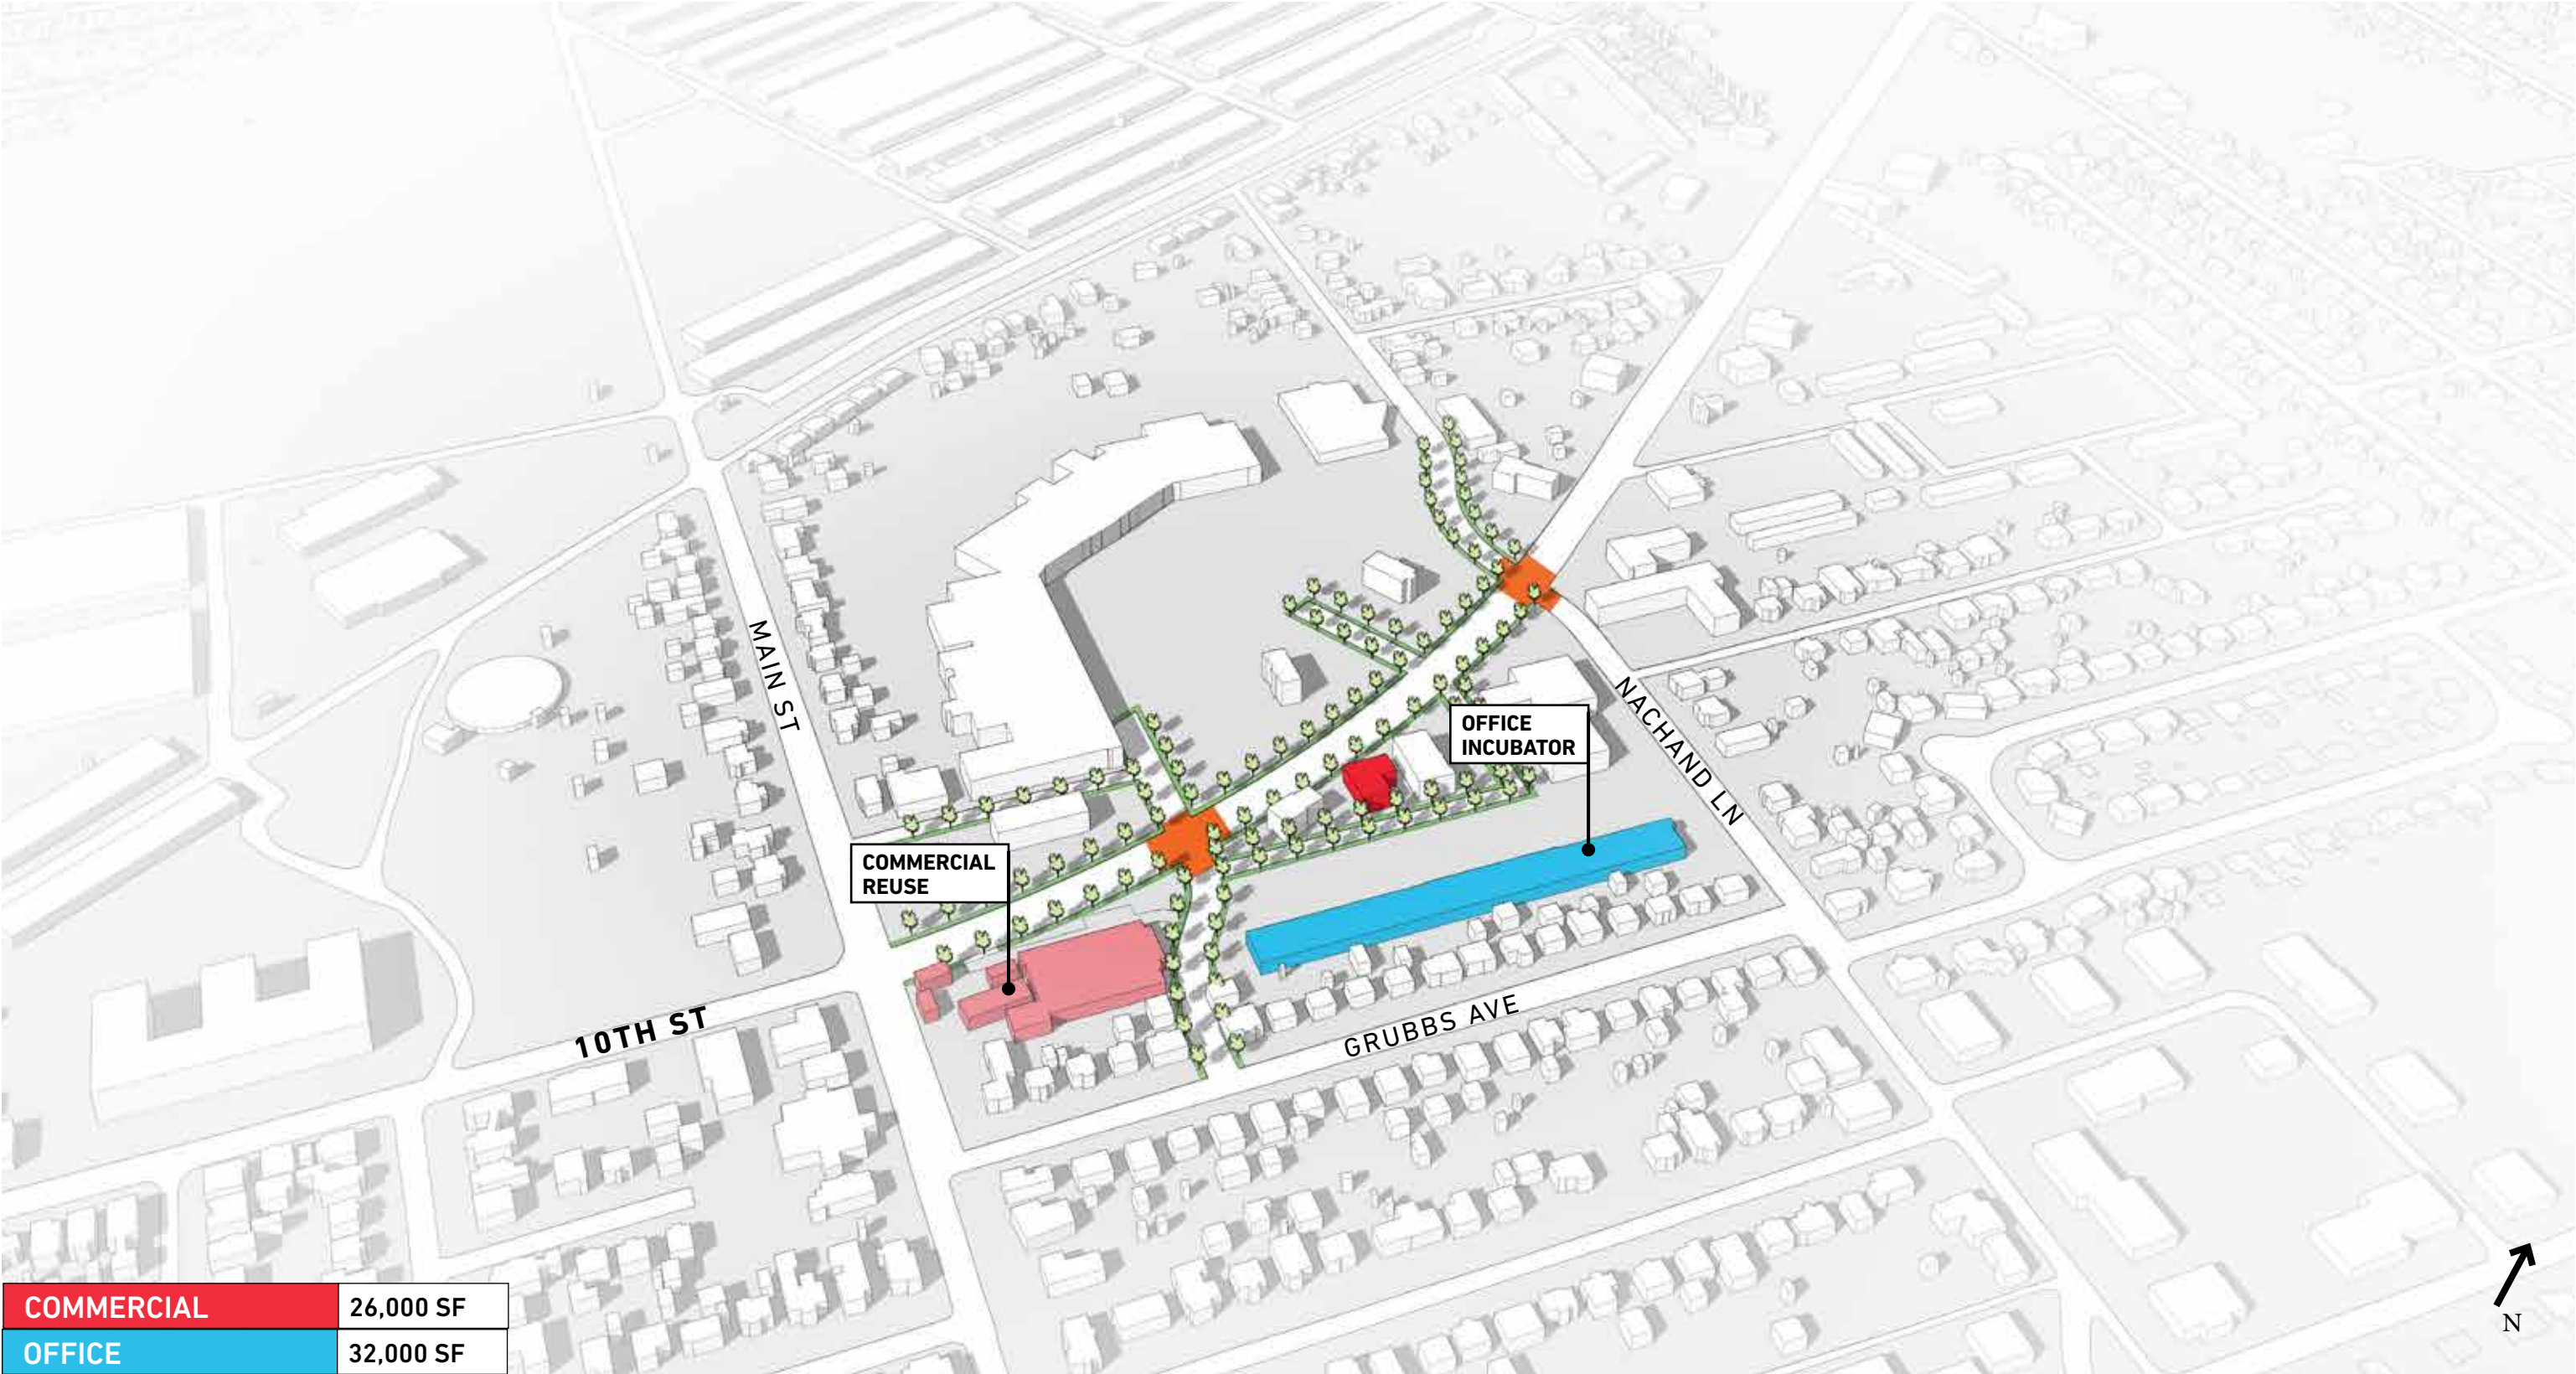 MAIN ST
OFFICE
INCUBATOR
NACHAND LN
COMMERCIAL
REUSE
10TH ST
GRUBBS AVE
COMMERCIAL 26,000 SF
OFFICE 32,000 SF
N